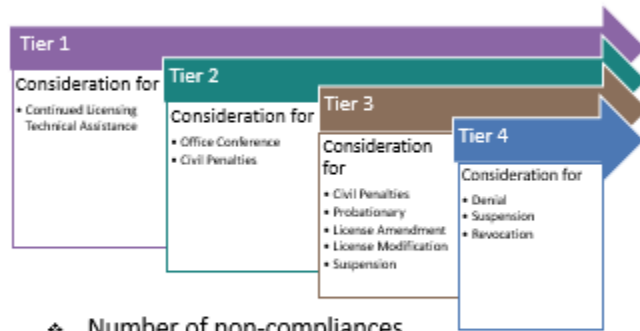 Tier 1
Consideration for
• Continued Licensing
Technical Assistance
Tier 2
Consideration for
• Office Conference
• Civil Penalties
Tier 3
Consideration
for
• Civil Penalties
• Probationary
• License Amendment
• License Modification
• Suspension
Tier 4
Consideration for
• Denial
• Suspension
• Revocation
❖ Number of non-compliances